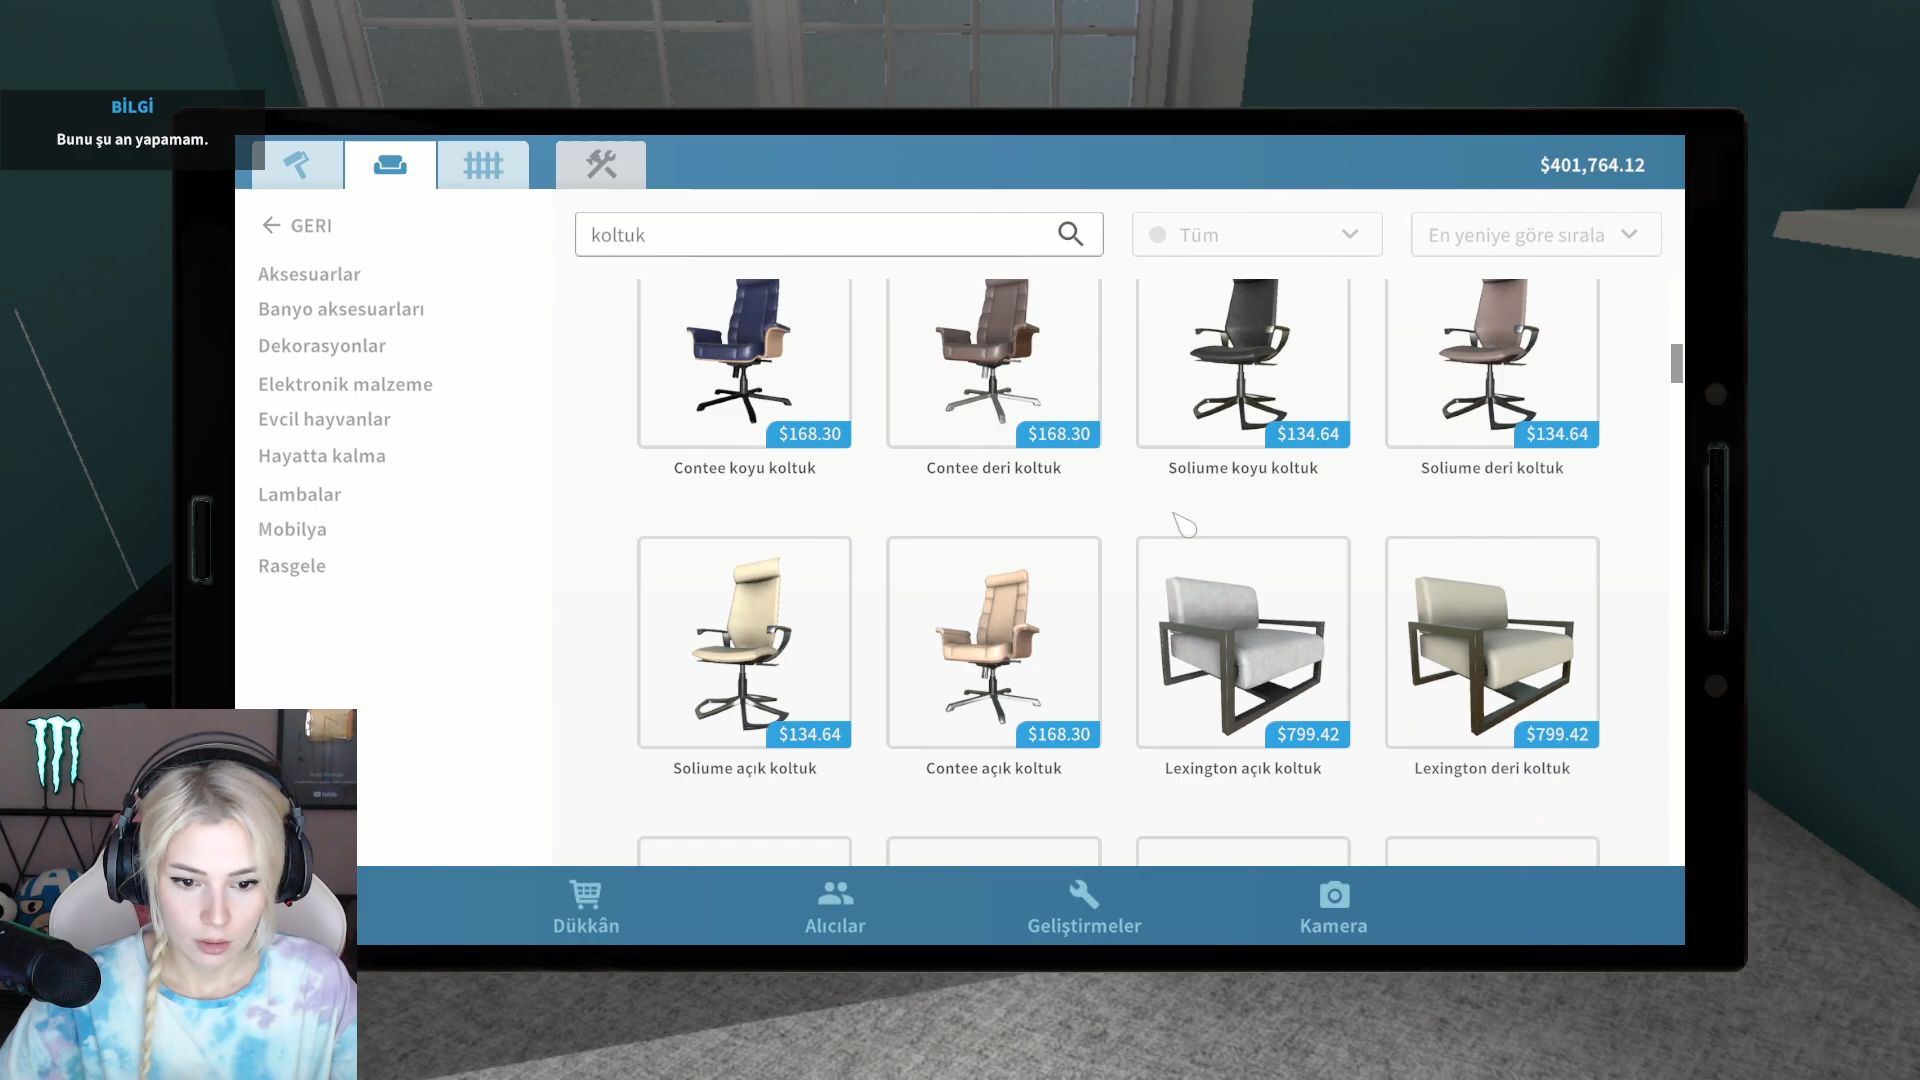 BİLGİ
Bunu şu an yapamam.
$401,764.12
GERI
koltuk
Tüm
En yeniye göre sırala
Aksesuarlar
Banyo aksesuarları
Dekorasyonlar
Elektronik malzeme
Evcil hayvanlar
Hayatta kalma
Lambalar
Mobilya
Rasgele
$168.30
$168.30
$134.64
$134.64
Contee koyu koltuk
Contee deri koltuk
Soliume koyu koltuk
Soliume deri koltuk
$134.64
$168.30
$799.42
$799.42
Soliume açık koltuk
Contee açık koltuk
Lexington açık koltuk
Lexington deri koltuk
Dükkân
Alıcılar
Geliştirmeler
Kamera